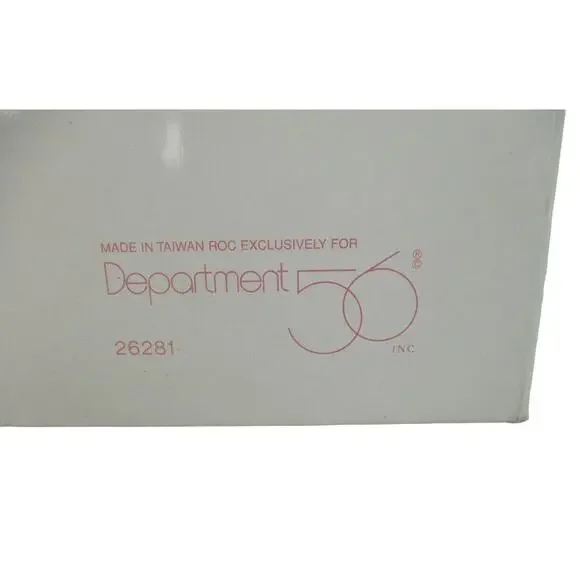 MADE IN TAIWAN ROC EXCLUSIVELY FOR
Department 56 ®©
INC
26281